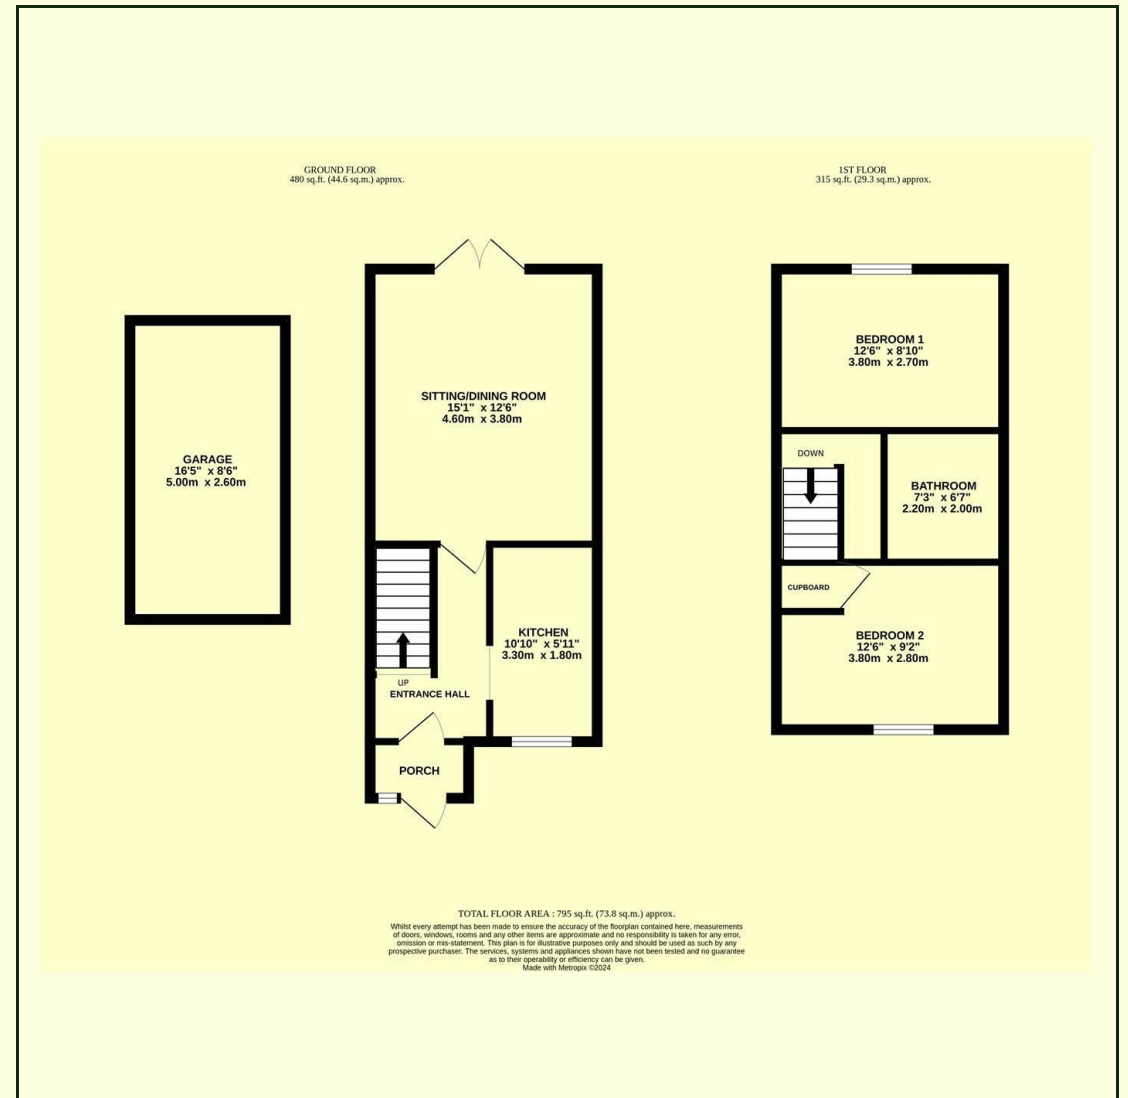 GROUND FLOOR
480 sq.ft. (44.6 sq.m.) approx.
1ST FLOOR
315 sq.ft. (29.3 sq.m.) approx.
GARAGE
16'5" x 8'6"
5.00m x 2.60m
SITTING/DINING ROOM
15'1" x 12'6"
4.60m x 3.80m
KITCHEN
10'10" x 5'11"
3.30m x 1.80m
UP
ENTRANCE HALL
PORCH
BEDROOM 1
12'6" x 8'10"
3.80m x 2.70m
DOWN
BATHROOM
7'3" x 6'7"
2.20m x 2.00m
CUPBOARD
BEDROOM 2
12'6" x 9'2"
3.80m x 2.80m
TOTAL FLOOR AREA : 795 sq.ft. (73.8 sq.m.) approx.
Whilst every attempt has been made to ensure the accuracy of the floorplan contained here, measurements
of doors, windows, rooms and any other items are approximate and no responsibility is taken for any error,
omission or mis-statement. This plan is for illustrative purposes only and should be used as such by any
prospective purchaser. The services, systems and appliances shown have not been tested and no guarantee
as to their operability or efficiency can be given.
Made with Metropix ©2024